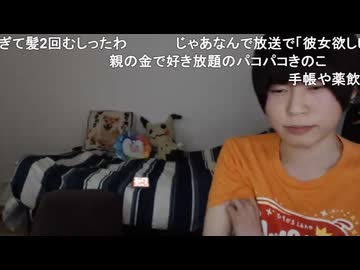 ぎて髪2回むしったわ
じゃあなんで放送で「彼女欲しい
親の金で好き放題のパコパコきのこ
手帳や薬飲